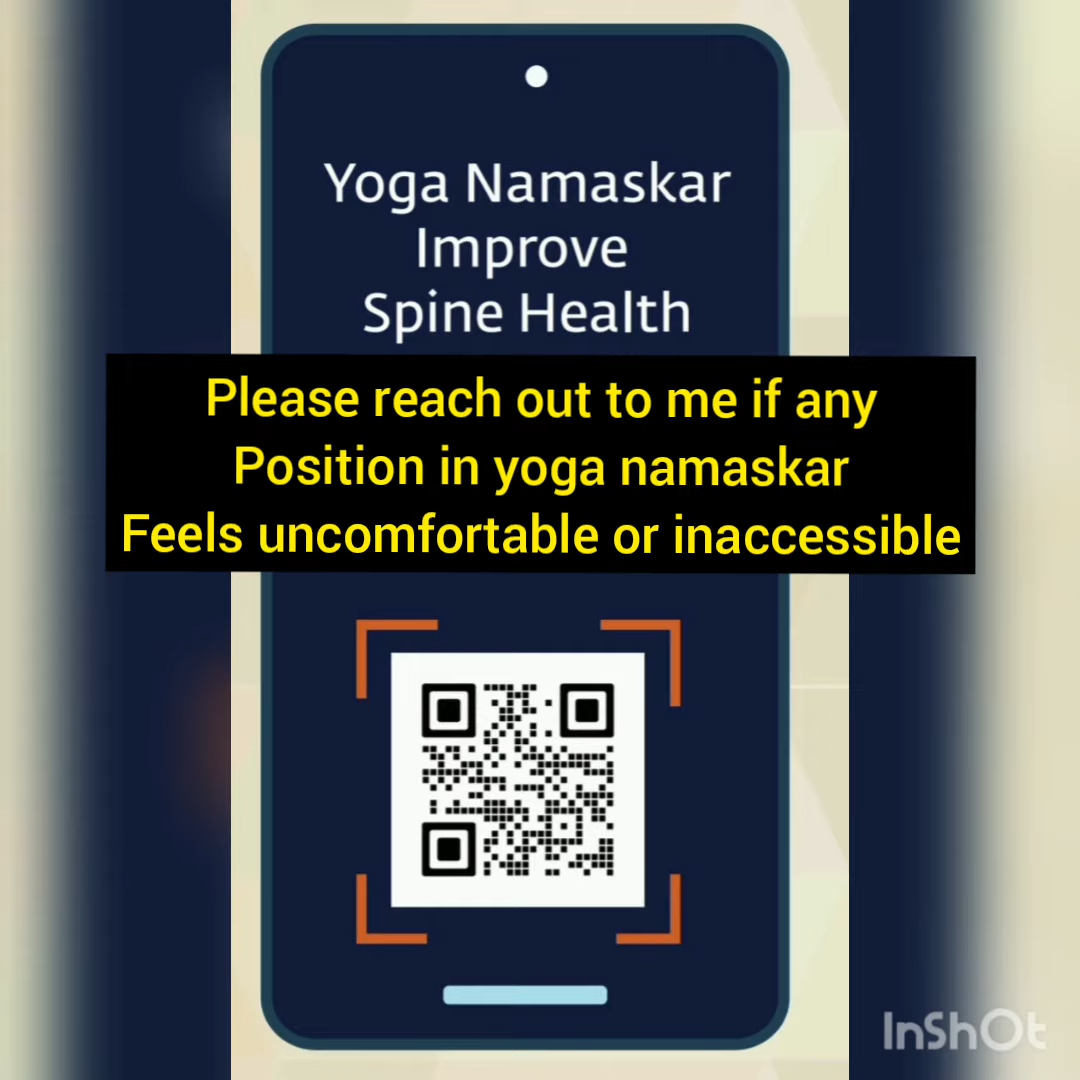 Yoga Namaskar
Improve
Spine Health
Please reach out to me if any
Position in yoga namaskar
Feels uncomfortable or inaccessible
InShOt